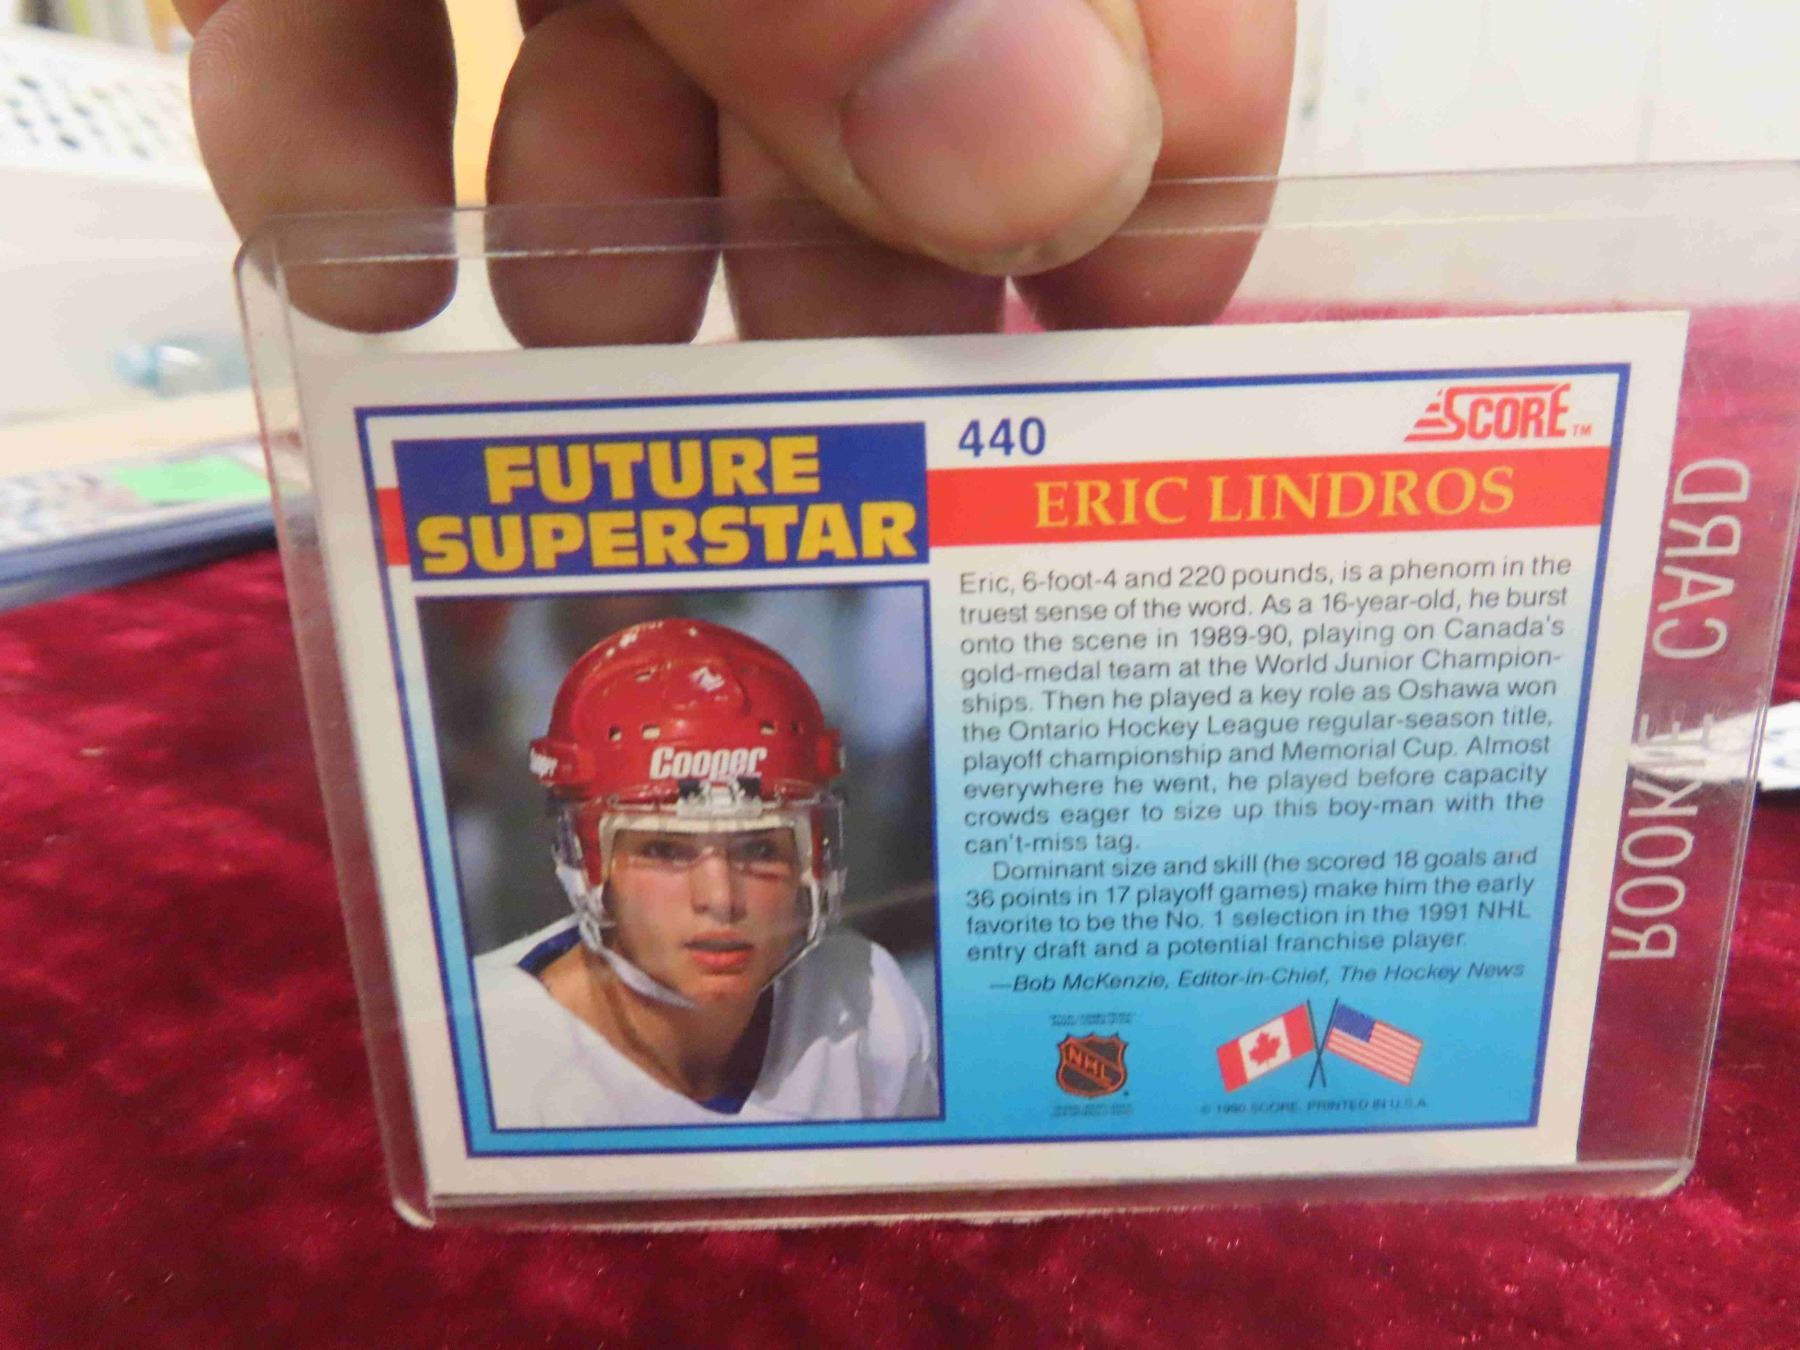 FUTURE
SUPERSTAR
440
SCORE™
ERIC LINDROS
Eric, 6-foot-4 and 220 pounds, is a phenom in the
truest sense of the word. As a 16-year-old, he burst
onto the scene in 1989-90, playing on Canada's
gold-medal team at the World Junior Champion-
ships. Then he played a key role as Oshawa won
the Ontario Hockey League regular-season title,
playoff championship and Memorial Cup. Almost
everywhere he went, he played before capacity
crowds eager to size up this boy-man with the
can't-miss tag.
Dominant size and skill (he scored 18 goals and
36 points in 17 playoff games) make him the early
favorite to be the No. 1 selection in the 1991 NHL
entry draft and a potential franchise player.
—Bob McKenzie, Editor-in-Chief, The Hockey News
Cooper
NHL
© 1990 SCORE. PRINTED IN U.S.A.
ROOKIE CARD